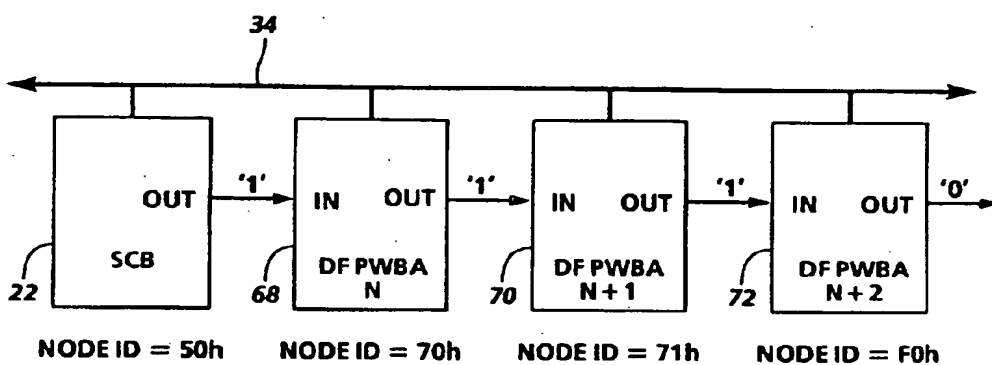 34
'1' '1' '1' '0'
OUT IN OUT IN OUT IN OUT
SCB DF PWBA N DF PWBA N + 1 DF PWBA N + 2
22 68 70 72
NODE ID = 50h NODE ID = 70h NODE ID = 71h NODE ID = F0h